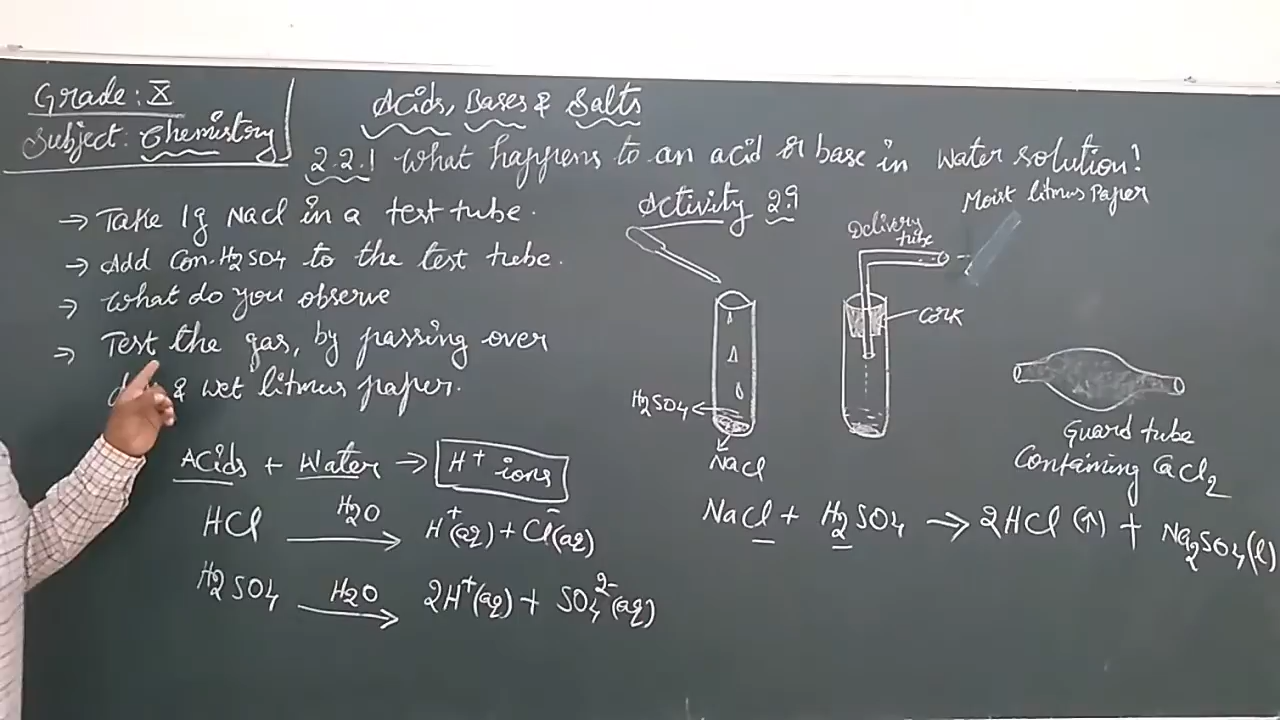 Grade: X
Subject: Chemistry
Acids, Bases & Salts
2.2.1 What happens to an acid or base in water solution!
→ Take 1g NaCl in a test tube.
→ Add Con. H2SO4 to the test tube.
→ What do you observe
→ Test the gas, by passing over
& wet litmus paper.
Acids + Water → H+ ions
HCl H2O → H+(aq) + Cl-(aq)
H2SO4 H2O → 2H+(aq) + SO4 2-(aq)
Activity 2.9
Moist litmus Paper
Delivery
tube
CORK
H2SO4
NaCl
Guard tube
Containing CaCl2
NaCl + H2SO4 → 2HCl (↑) + Na2SO4(l)